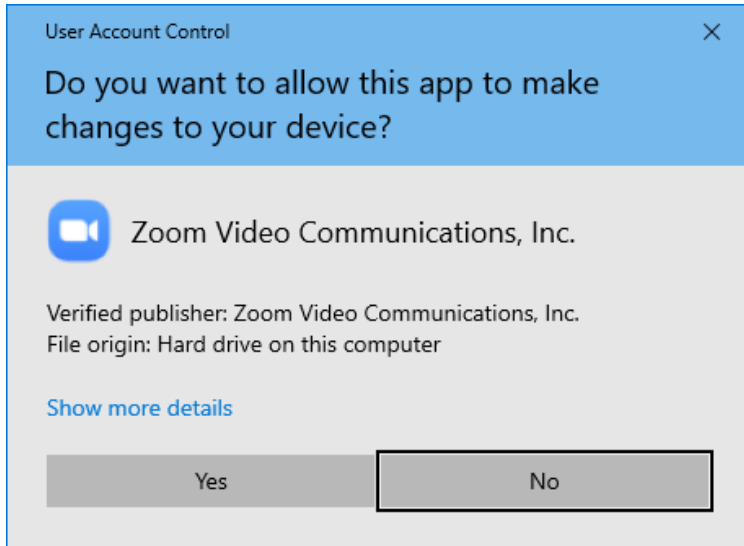 User Account Control
Do you want to allow this app to make
changes to your device?
Zoom Video Communications, Inc.
Verified publisher: Zoom Video Communications, Inc.
File origin: Hard drive on this computer
Show more details
Yes
No